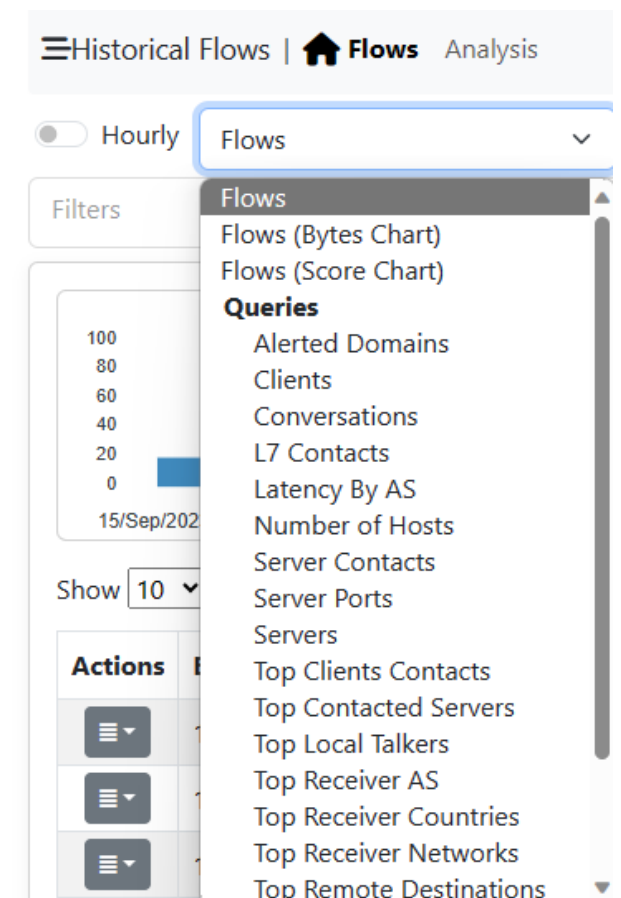 Historical Flows | Flows Analysis
Hourly Flows
Filters
Flows
Flows (Bytes Chart)
Flows (Score Chart)
Queries
Alerted Domains
Clients
Conversations
L7 Contacts
Latency By AS
Number of Hosts
Server Contacts
Server Ports
Servers
Top Clients Contacts
Top Contacted Servers
Top Local Talkers
Top Receiver AS
Top Receiver Countries
Top Receiver Networks
Top Remote Destinations
100
80
60
40
20
0
15/Sep/202
Show 10
Actions